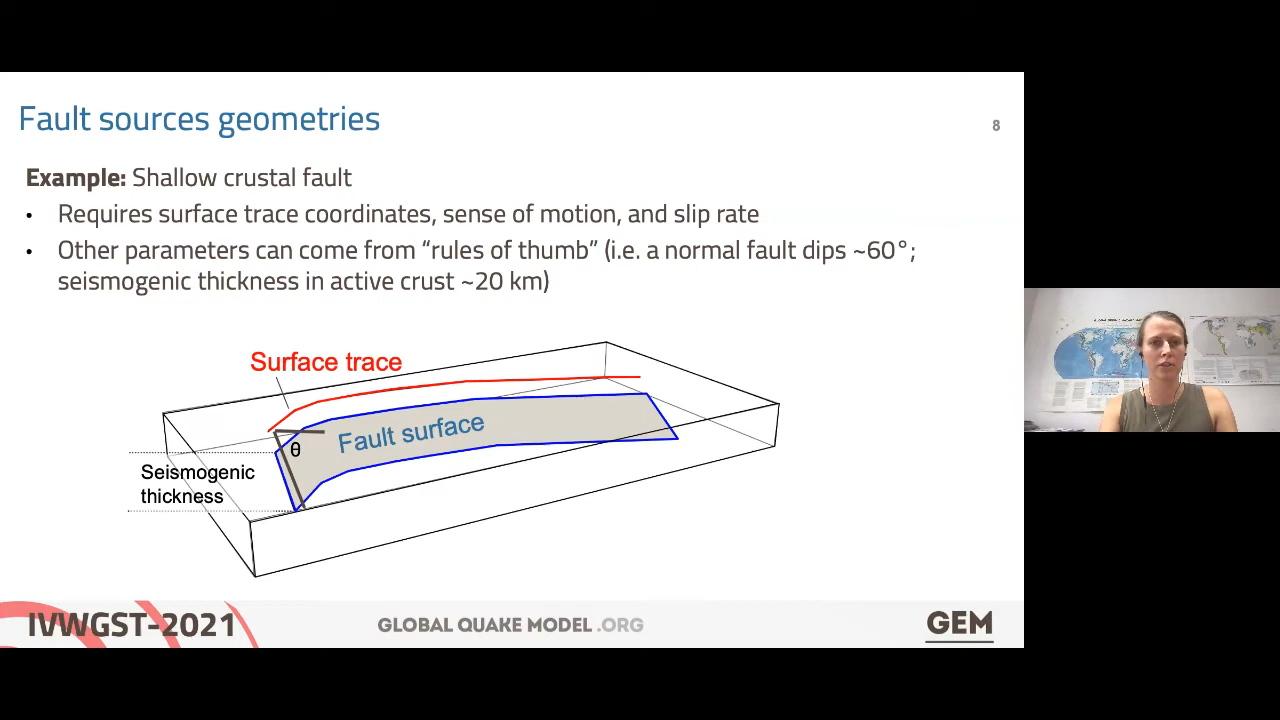 Fault sources geometries
8
Example: Shallow crustal fault
• Requires surface trace coordinates, sense of motion, and slip rate
• Other parameters can come from “rules of thumb” (i.e. a normal fault dips ~60°;
seismogenic thickness in active crust ~20 km)
Surface trace
Fault surface
θ
Seismogenic
thickness
IVWGST-2021
GLOBAL QUAKE MODEL .ORG
GEM